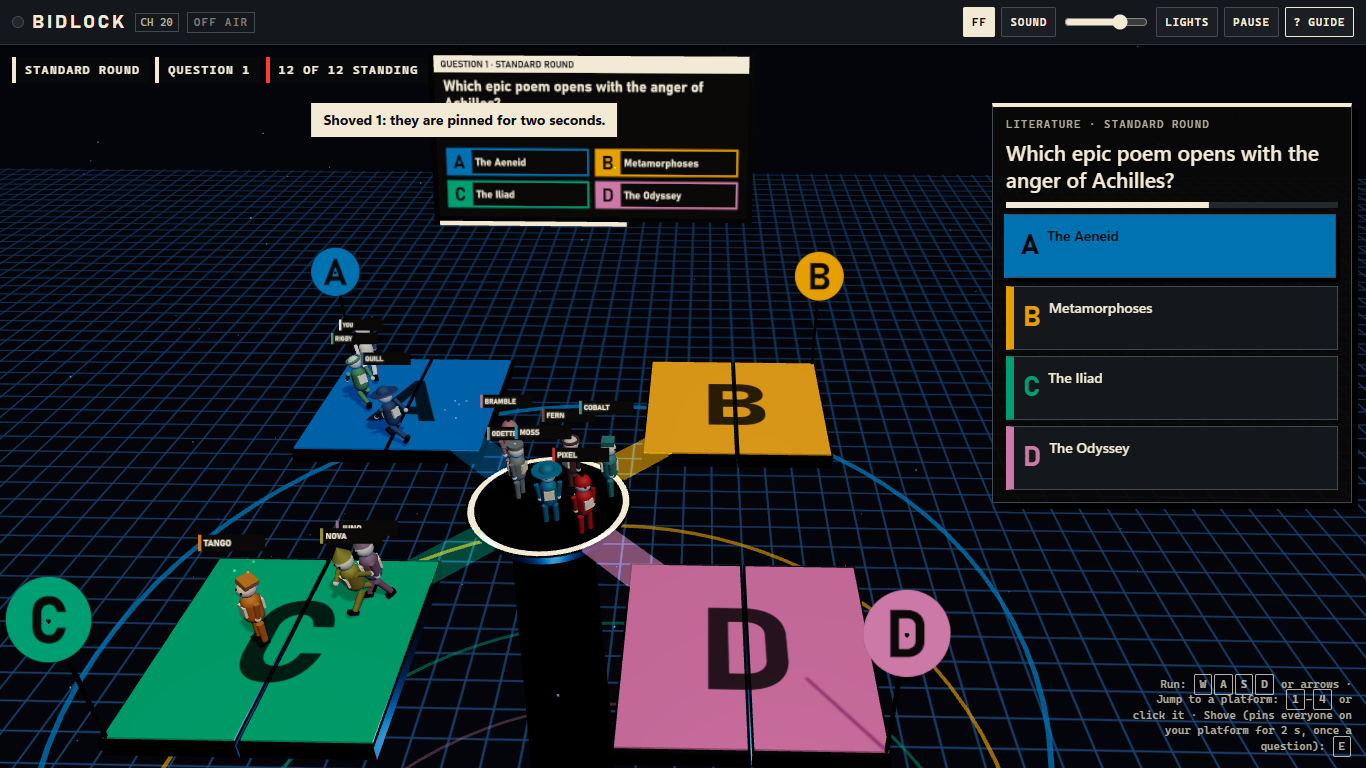 BIDLOCK CH 20 OFF AIR FF SOUND LIGHTS PAUSE ? GUIDE
STANDARD ROUND QUESTION 1 12 OF 12 STANDING
QUESTION 1 · STANDARD ROUND
Which epic poem opens with the anger of
Achilles?
Shoved 1: they are pinned for two seconds.
A The Aeneid
B Metamorphoses
C The Iliad
D The Odyssey
LITERATURE · STANDARD ROUND
Which epic poem opens with the
anger of Achilles?
A The Aeneid
B Metamorphoses
C The Iliad
D The Odyssey
A
B
YOU
RIGBY
QUILL
A
B
BRAMBLE
FERN
COBALT
ODETTE
MOSS
PIXEL
TANGO
NOVA
C
C
D
D
Run: W A S D or arrows ·
Jump to a platform: 1 - 4 or
click it · Shove (pins everyone on
your platform for 2 s, once a
question): E